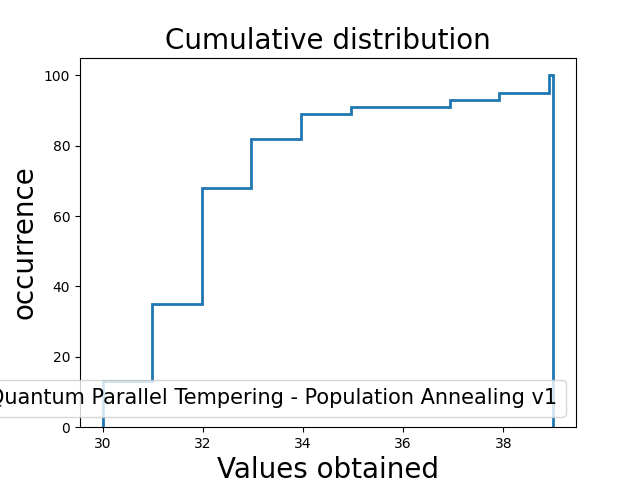 Cumulative distribution
100
80
60
40
20
0
occurrence
Quantum Parallel Tempering - Population Annealing v1
30 32 34 36 38
Values obtained